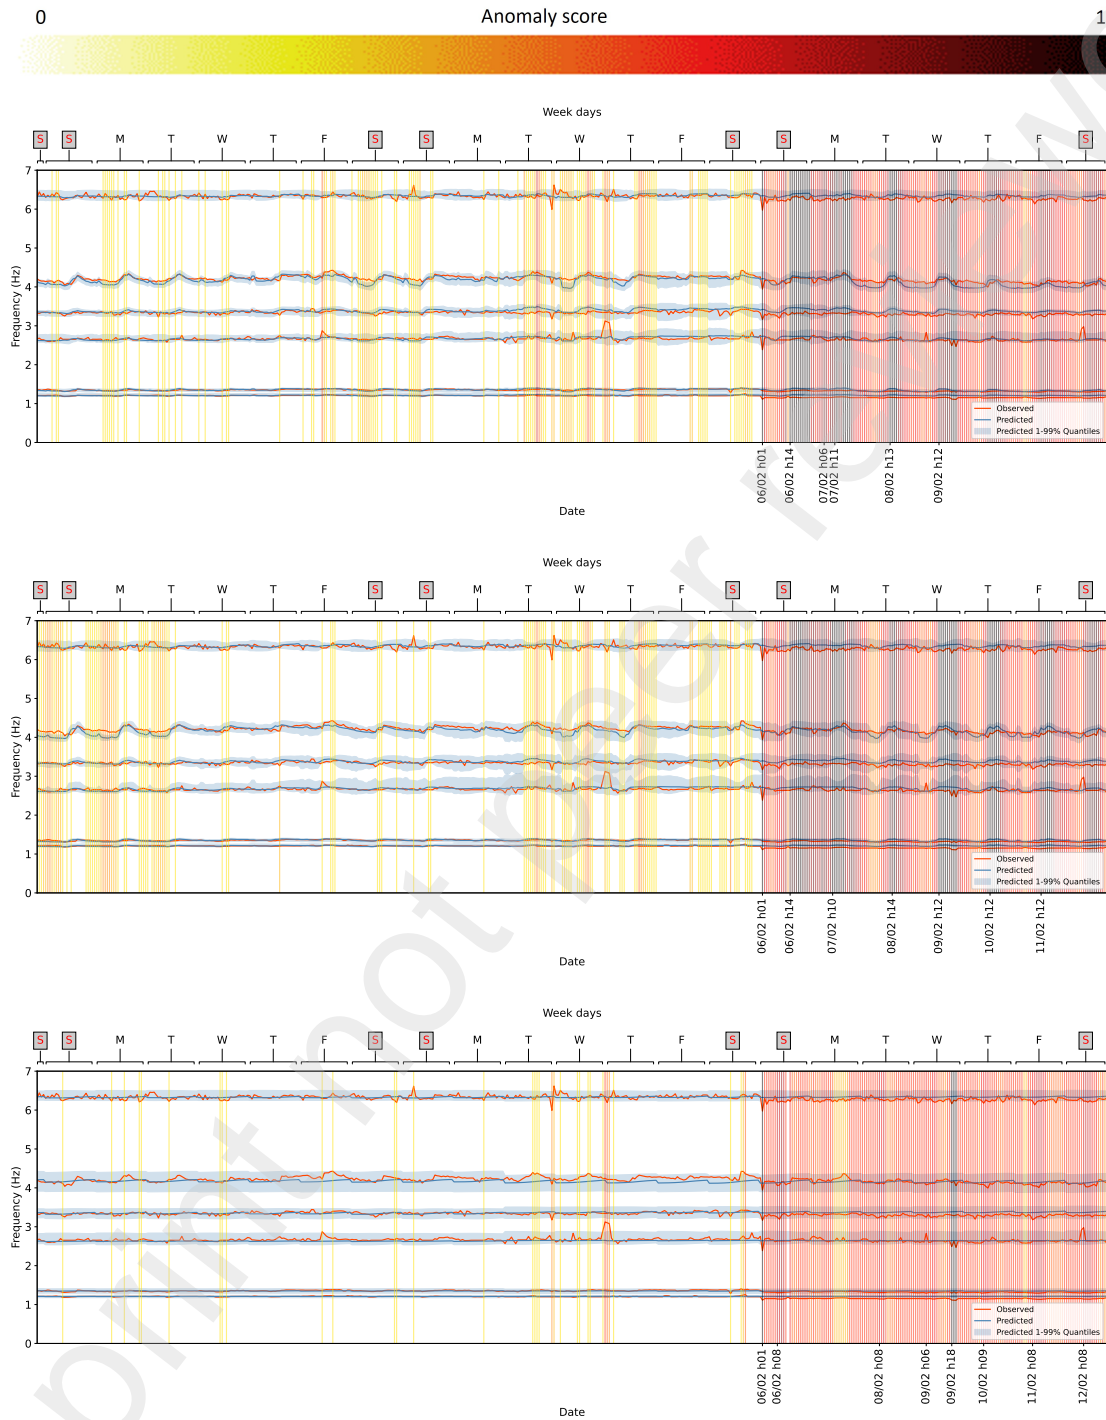 0 Anomaly score 1
Week days
S S M T W T F S S M T W T F S S M T W T F S
7
6
5
4
3
2
1
0
Frequency (Hz)
Observed
Predicted
Predicted 1-99% Quantiles
06/02 h01
06/02 h14
07/02 h06
07/02 h11
08/02 h13
09/02 h12
Date
Week days
S S M T W T F S S M T W T F S S M T W T F S
7
6
5
4
3
2
1
0
Frequency (Hz)
Observed
Predicted
Predicted 1-99% Quantiles
06/02 h01
06/02 h14
07/02 h10
08/02 h14
09/02 h12
10/02 h12
11/02 h12
Date
Week days
S S M T W T F S S M T W T F S S M T W T F S
7
6
5
4
3
2
1
0
Frequency (Hz)
Observed
Predicted
Predicted 1-99% Quantiles
06/02 h01
06/02 h08
08/02 h08
09/02 h06
09/02 h18
10/02 h09
11/02 h08
12/02 h08
Date
print not peer rev